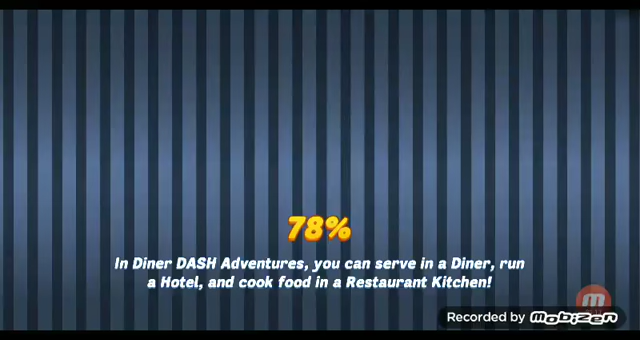 78%
In Diner DASH Adventures, you can serve in a Diner, run
a Hotel, and cook food in a Restaurant Kitchen!
Recorded by mobizen